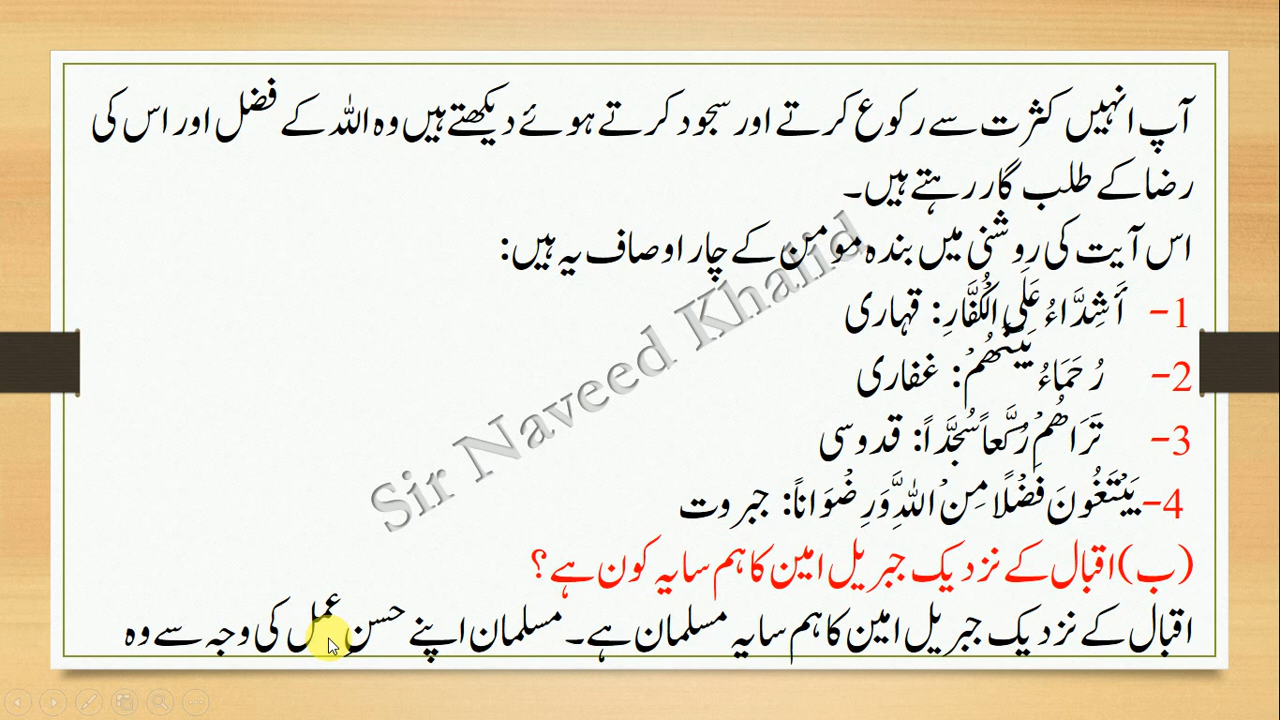 آپ انہیں کثرت سے رکوع کرتے اور سجود کرتے ہوئے دیکھتے ہیں وہ اللہ کے فضل اور اس کی
رضا کے طلب گار رہتے ہیں۔
اس آیت کی روشنی میں بندہ مومن کے چار اوصاف یہ ہیں:
1- أَشِدَّاءُ عَلَى الْكُفَّارِ: قہاری
2- رُحَمَاءُ بَيْنَهُمْ: غفاری
3- تَرَاهُمْ رُكَّعاً سُجَّداً: قدوسی
4- يَبْتَغُونَ فَضْلًا مِنْ اللَّهِ وَرِضْوَاناً: جبروت
(ب) اقبال کے نزدیک جبریل امین کا ہم سایہ کون ہے؟
اقبال کے نزدیک جبریل امین کا ہم سایہ مسلمان ہے۔ مسلمان اپنے حسنِ عمل کی وجہ سے وہ
Sir Naveed Khalid